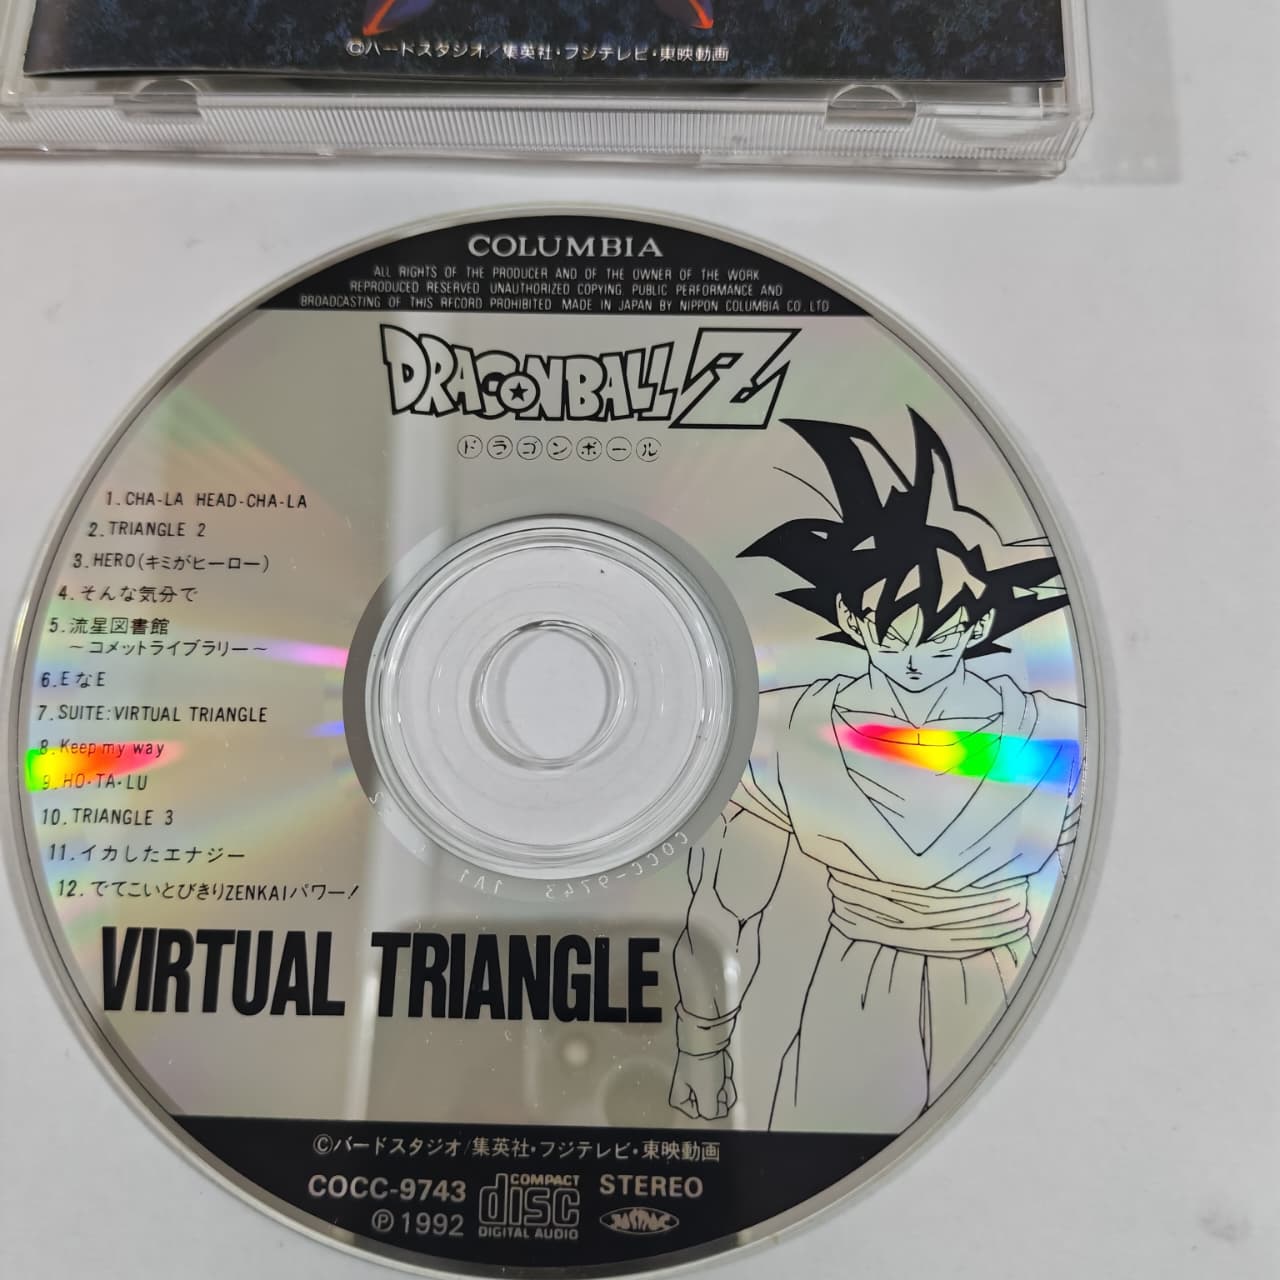 ©バードスタジオ/集英社・フジテレビ・東映動画
COLUMBIA
ALL RIGHTS OF THE PRODUCER AND OF THE OWNER OF THE WORK
REPRODUCED RESERVED UNAUTHORIZED COPYING PUBLIC PERFORMANCE AND
BROADCASTING OF THIS RECORD PROHIBITED MADE IN JAPAN BY NIPPON COLUMBIA CO.,LTD
DRAGONBALL Z
ドラゴンボール
1.CHA-LA HEAD-CHA-LA
2.TRIANGLE 2
3.HERO(キミがヒーロー)
4.そんな気分で
5.流星図書館
～コメットライブラリー～
6.EなE
7.SUITE:VIRTUAL TRIANGLE
8.Keep my way
9.HO・TA・LU
10.TRIANGLE 3
11.イカしたエナジー
12.でてこいとびきりZENKAIパワー!
COCC-9743 1A1
VIRTUAL TRIANGLE
©バードスタジオ/集英社・フジテレビ・東映動画
COCC-9743
COMPACT disc DIGITAL AUDIO
STEREO
Ⓟ1992